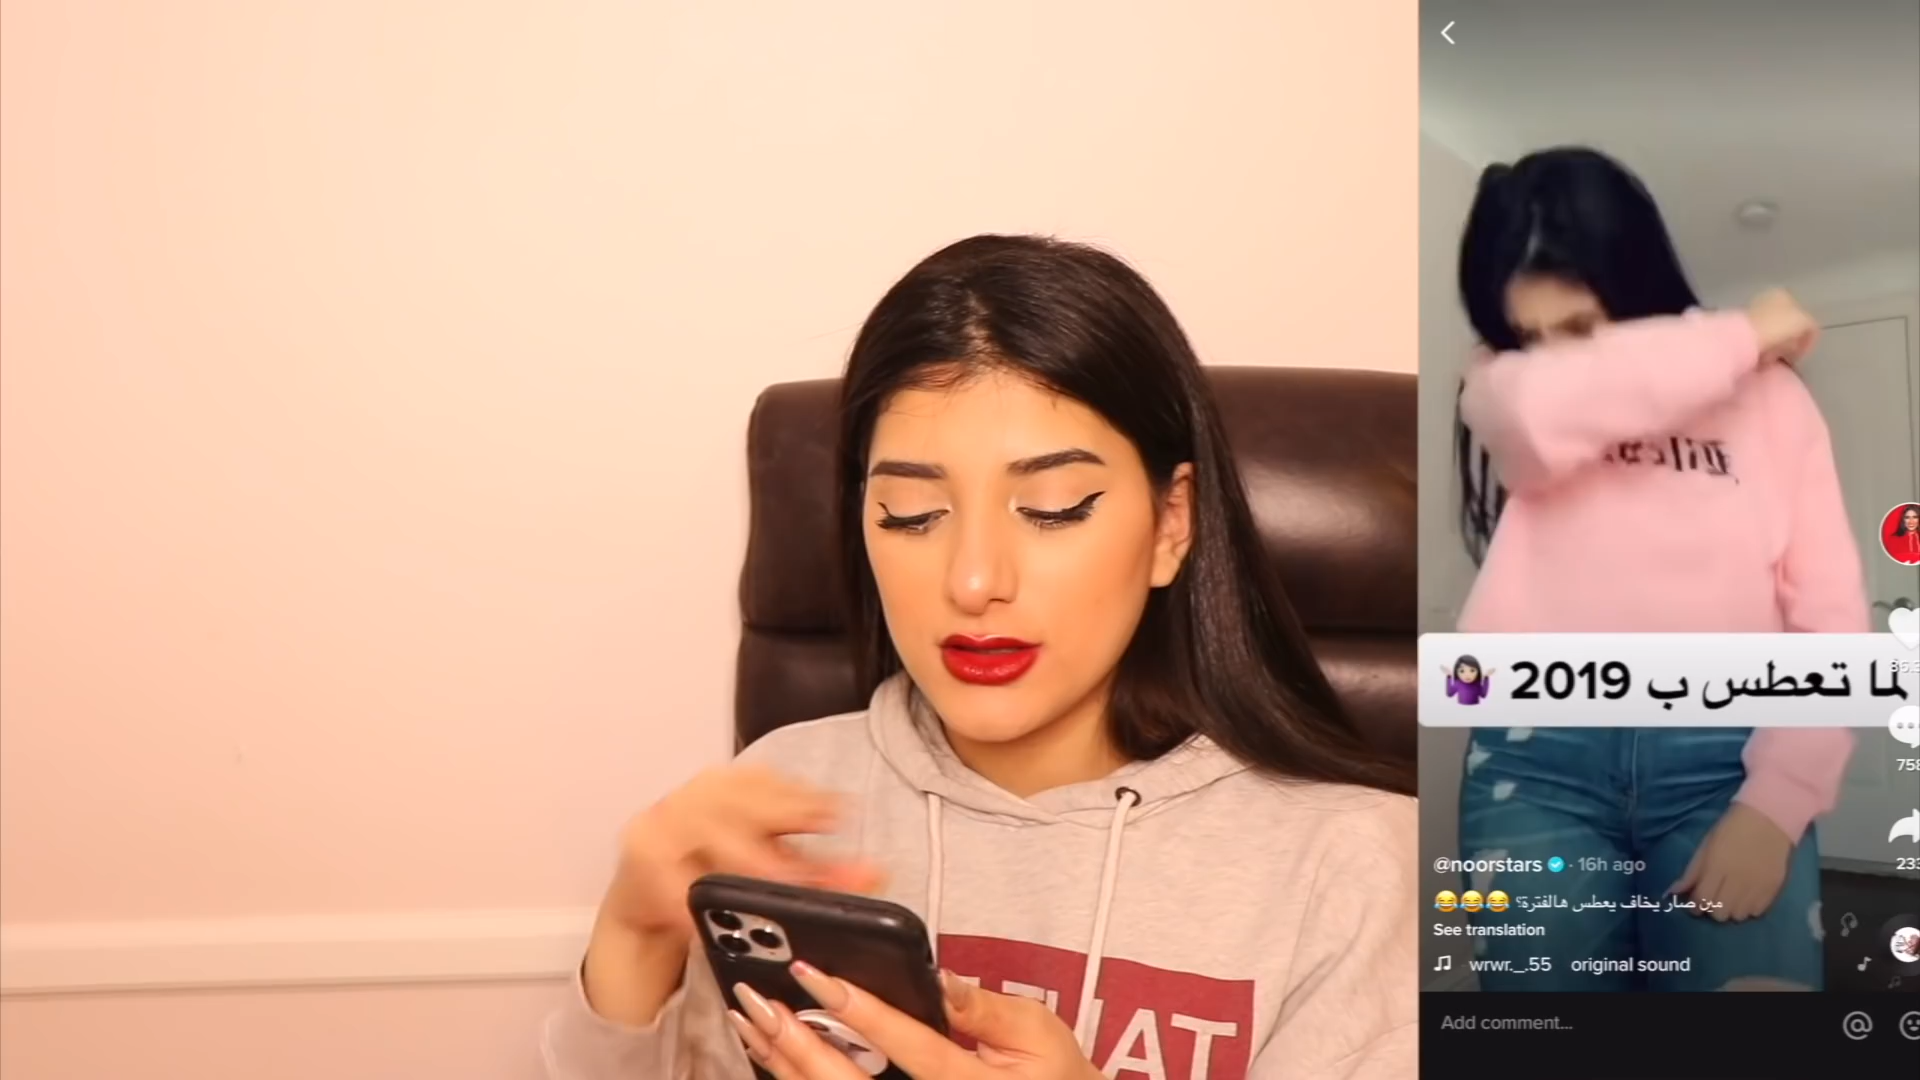 لما تعطس ب 2019 🤷🏻‍♀️
@noorstars · 16h ago
مين صار يخاف يعطس هالفترة؟ 😂😂😂
See translation
wrwr._.55 original sound
Add comment...
THAT